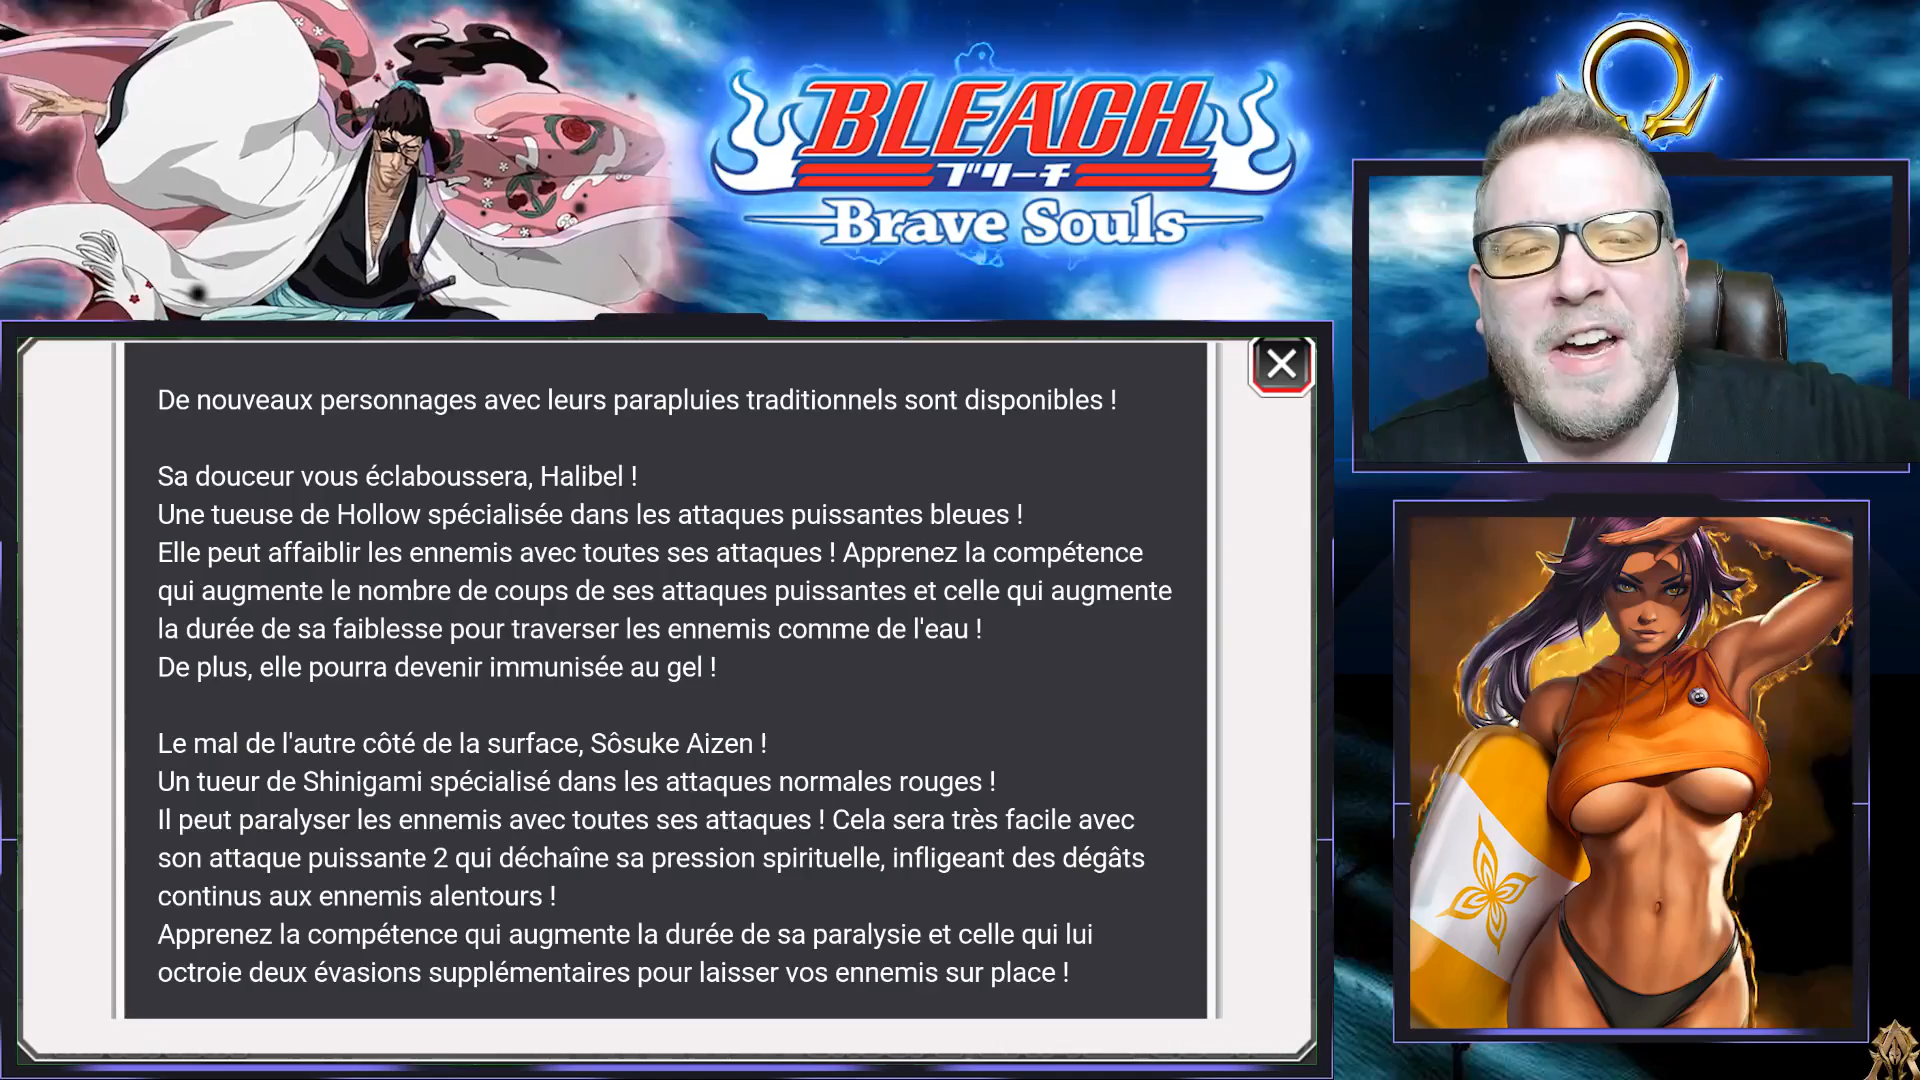 BLEACH
ブリーチ
Brave Souls
De nouveaux personnages avec leurs parapluies traditionnels sont disponibles !
Sa douceur vous éclaboussera, Halibel !
Une tueuse de Hollow spécialisée dans les attaques puissantes bleues !
Elle peut affaiblir les ennemis avec toutes ses attaques ! Apprenez la compétence
qui augmente le nombre de coups de ses attaques puissantes et celle qui augmente
la durée de sa faiblesse pour traverser les ennemis comme de l'eau !
De plus, elle pourra devenir immunisée au gel !
Le mal de l'autre côté de la surface, Sôsuke Aizen !
Un tueur de Shinigami spécialisé dans les attaques normales rouges !
Il peut paralyser les ennemis avec toutes ses attaques ! Cela sera très facile avec
son attaque puissante 2 qui déchaîne sa pression spirituelle, infligeant des dégâts
continus aux ennemis alentours !
Apprenez la compétence qui augmente la durée de sa paralysie et celle qui lui
octroie deux évasions supplémentaires pour laisser vos ennemis sur place !